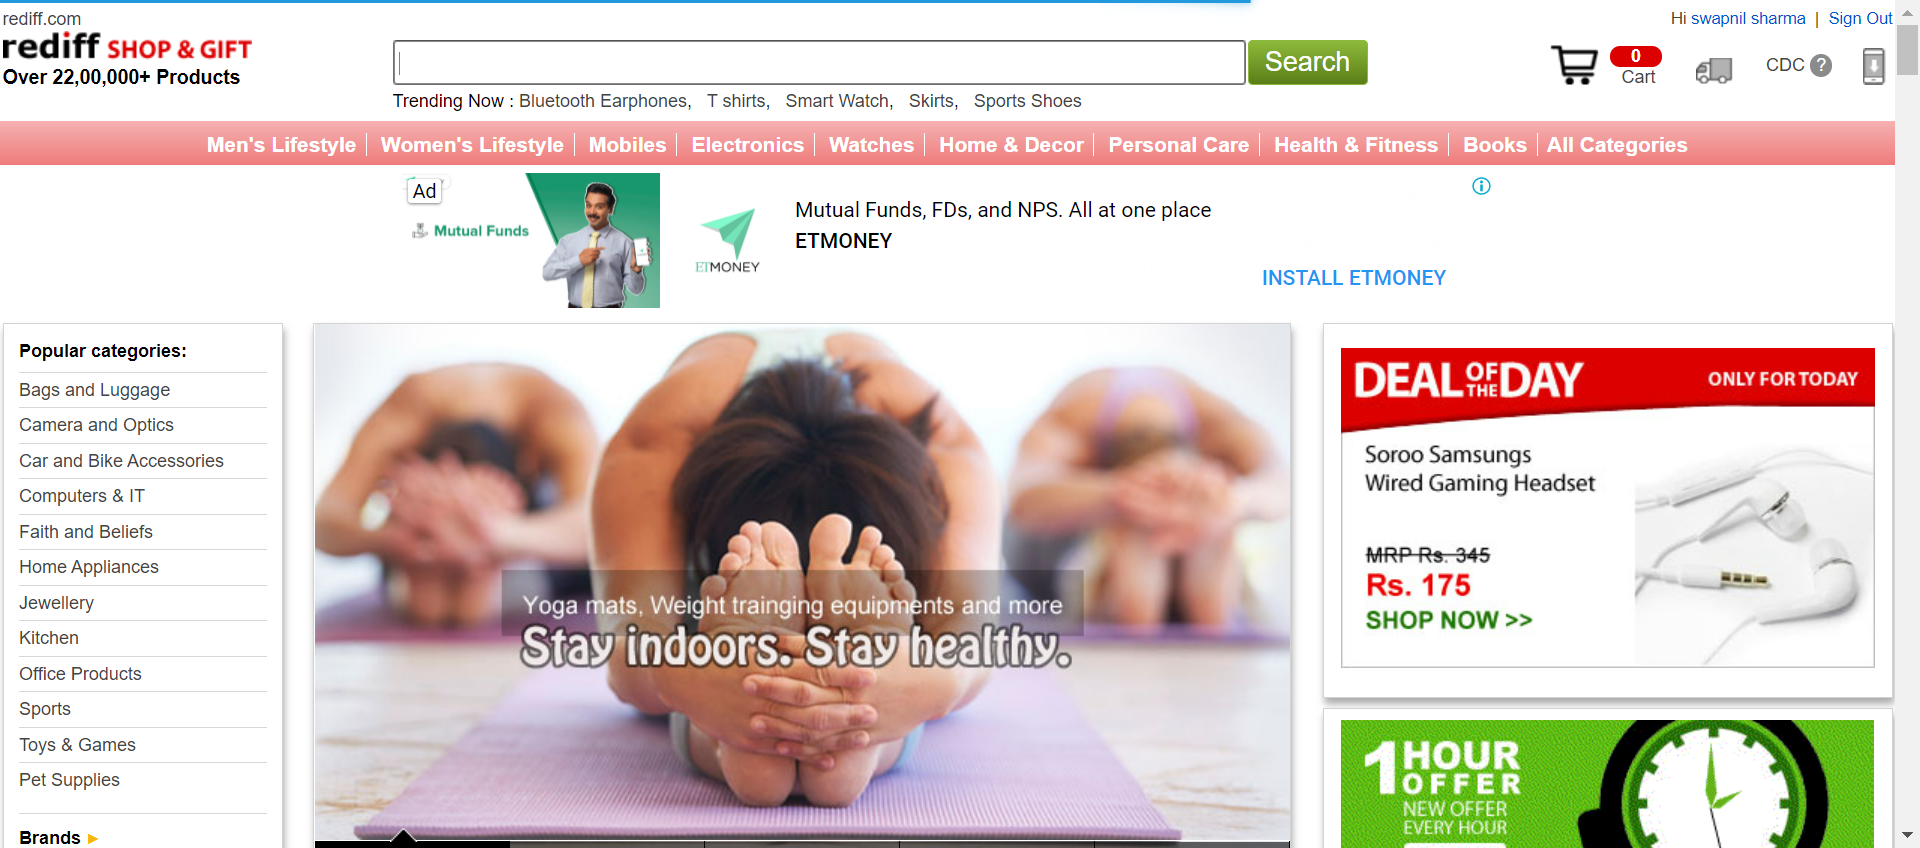 rediff.com
Hi swapnil sharma | Sign Out
rediff SHOP & GIFT
Over 22,00,000+ Products
Search
0
Cart
CDC ?
Trending Now : Bluetooth Earphones, T shirts, Smart Watch, Skirts, Sports Shoes
Men's Lifestyle | Women's Lifestyle | Mobiles | Electronics | Watches | Home & Decor | Personal Care | Health & Fitness | Books | All Categories
Ad
Mutual Funds
ETMONEY
Mutual Funds, FDs, and NPS. All at one place
ETMONEY
INSTALL ETMONEY
Popular categories:
Bags and Luggage
Camera and Optics
Car and Bike Accessories
Computers & IT
Faith and Beliefs
Home Appliances
Jewellery
Kitchen
Office Products
Sports
Toys & Games
Pet Supplies
Brands
Yoga mats, Weight trainging equipments and more
Stay indoors. Stay healthy.
DEAL OF THE DAY
ONLY FOR TODAY
Soroo Samsungs
Wired Gaming Headset
MRP Rs. 345
Rs. 175
SHOP NOW >>
1 HOUR
OFFER
NEW OFFER
EVERY HOUR